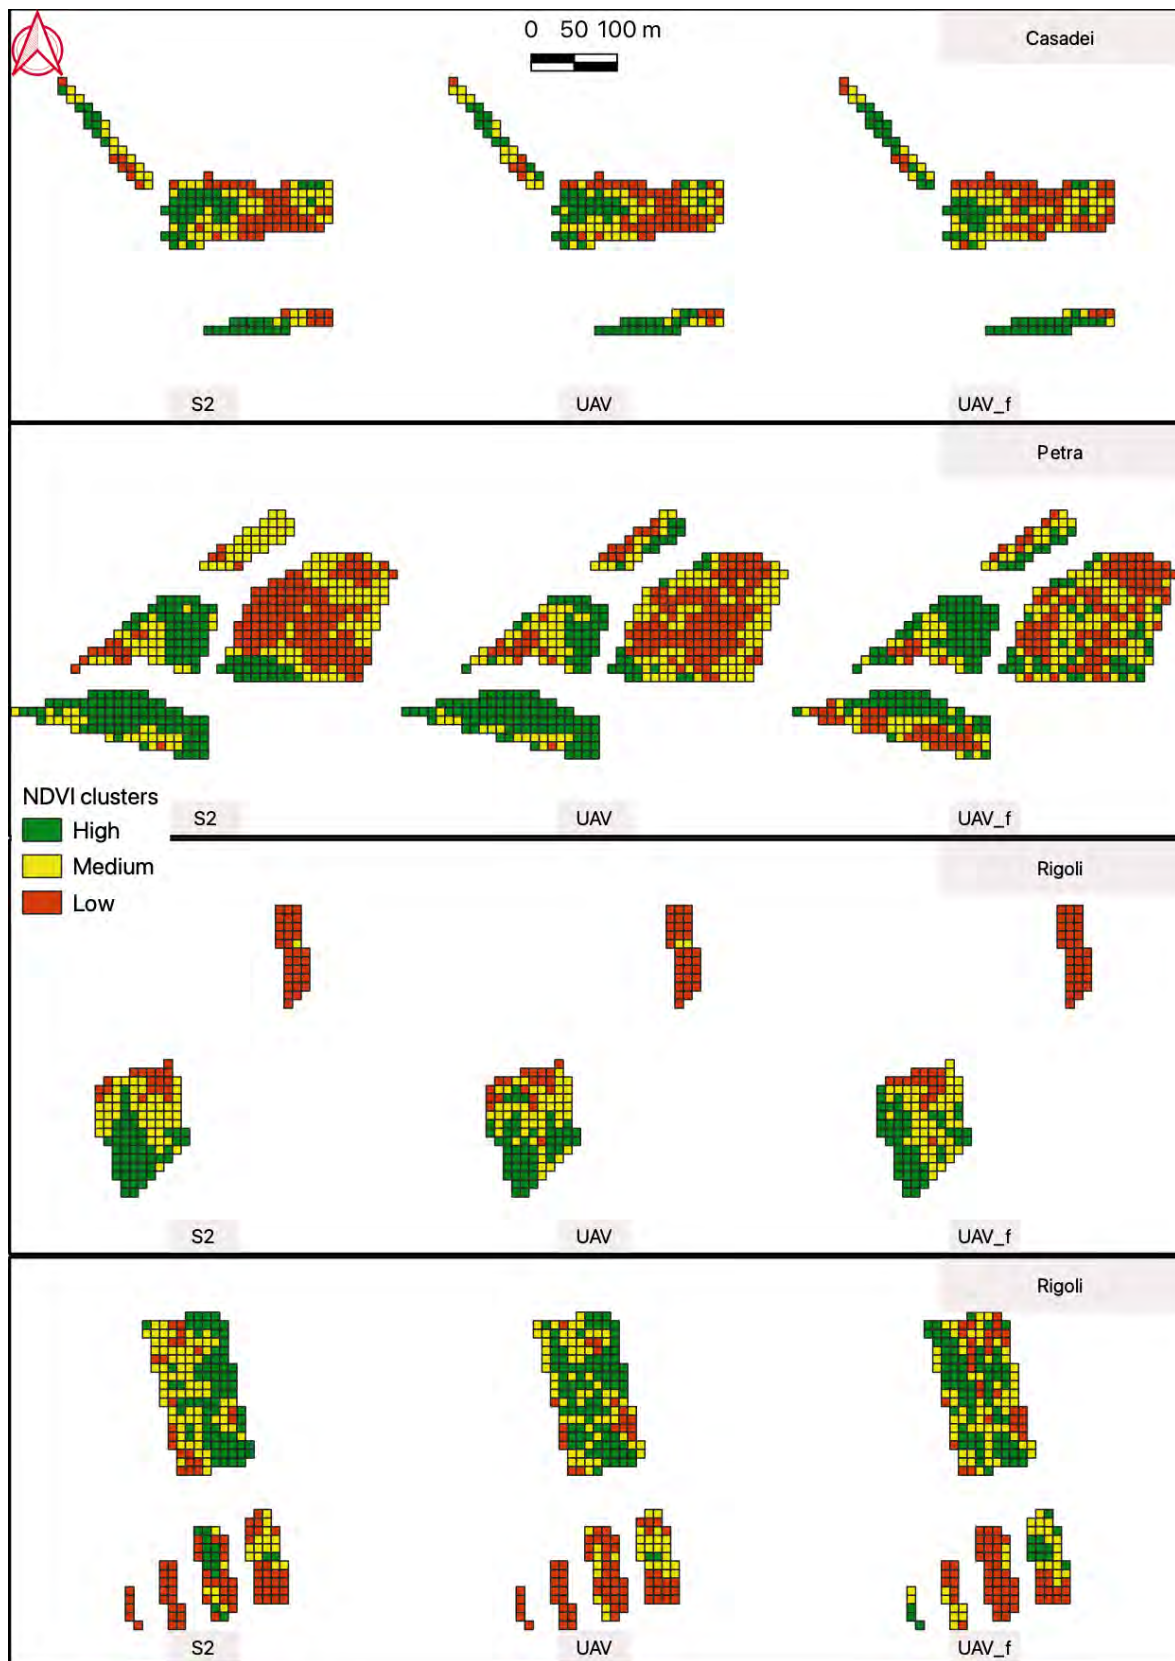 0 50 100 m
Casadei
S2 UAV UAV_f
Petra
S2 UAV UAV_f
NDVI clusters
High
Medium
Low
Rigoli
S2 UAV UAV_f
Rigoli
S2 UAV UAV_f